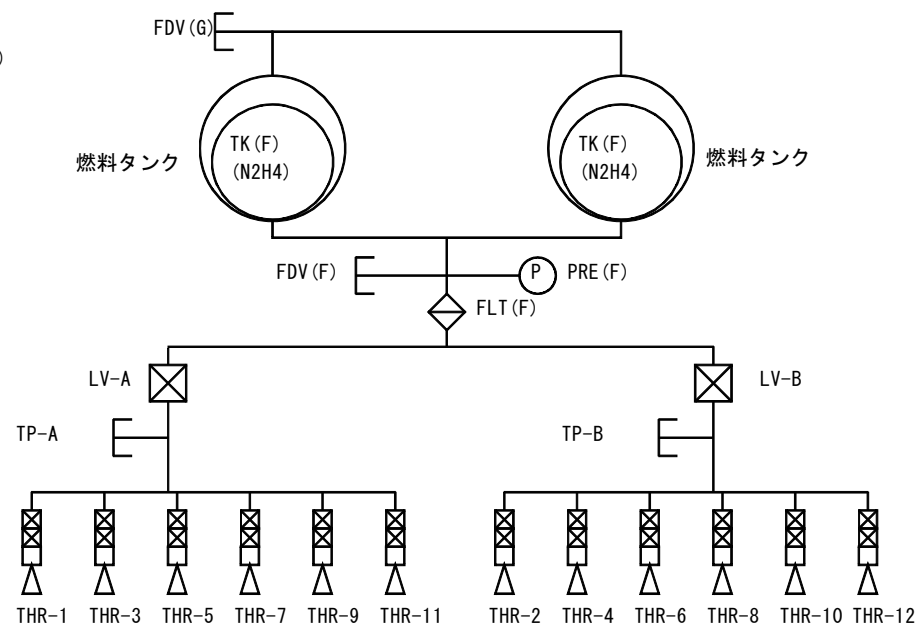 FDV(G)
)
燃料タンク
TK(F)
(N2H4)
TK(F)
(N2H4)
燃料タンク
FDV(F)
P
PRE(F)
FLT(F)
LV-A
LV-B
TP-A
TP-B
THR-1 THR-3 THR-5 THR-7 THR-9 THR-11 THR-2 THR-4 THR-6 THR-8 THR-10 THR-12